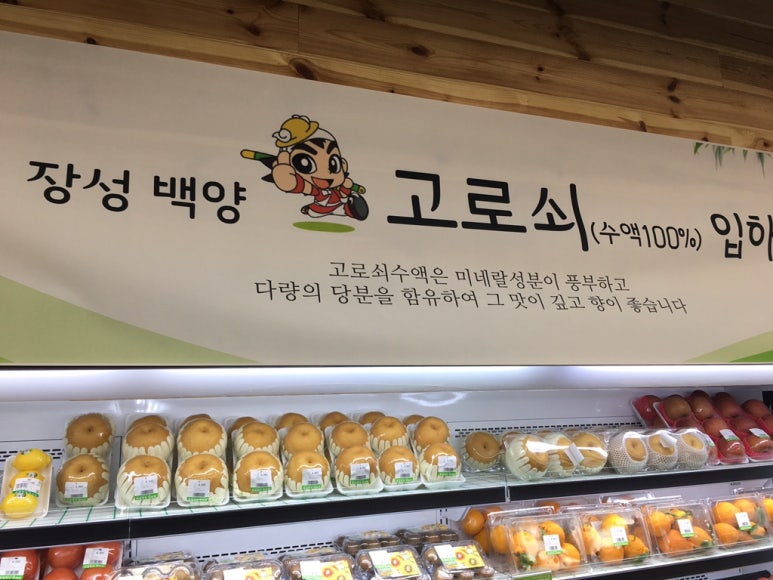 장성 백양 고로쇠 (수액100%) 입하
고로쇠수액은 미네랄성분이 풍부하고
다량의 당분을 함유하여 그 맛이 깊고 향이 좋습니다